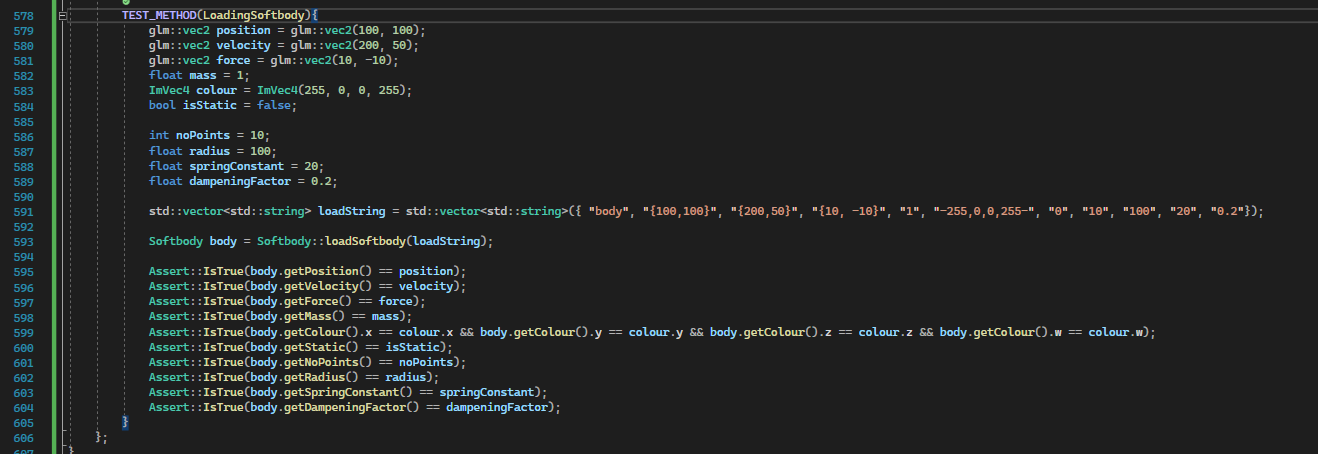 578 TEST_METHOD(LoadingSoftbody){
579 glm::vec2 position = glm::vec2(100, 100);
580 glm::vec2 velocity = glm::vec2(200, 50);
581 glm::vec2 force = glm::vec2(10, -10);
582 float mass = 1;
583 ImVec4 colour = ImVec4(255, 0, 0, 255);
584 bool isStatic = false;
585
586 int noPoints = 10;
587 float radius = 100;
588 float springConstant = 20;
589 float dampeningFactor = 0.2;
590
591 std::vector<std::string> loadString = std::vector<std::string>({ "body", "{100,100}", "{200,50}", "{10, -10}", "1", "-255,0,0,255-", "0", "10", "100", "20", "0.2"});
592
593 Softbody body = Softbody::loadSoftbody(loadString);
594
595 Assert::IsTrue(body.getPosition() == position);
596 Assert::IsTrue(body.getVelocity() == velocity);
597 Assert::IsTrue(body.getForce() == force);
598 Assert::IsTrue(body.getMass() == mass);
599 Assert::IsTrue(body.getColour().x == colour.x && body.getColour().y == colour.y && body.getColour().z == colour.z && body.getColour().w == colour.w);
600 Assert::IsTrue(body.getStatic() == isStatic);
601 Assert::IsTrue(body.getNoPoints() == noPoints);
602 Assert::IsTrue(body.getRadius() == radius);
603 Assert::IsTrue(body.getSpringConstant() == springConstant);
604 Assert::IsTrue(body.getDampeningFactor() == dampeningFactor);
605 }
606 };
607 }